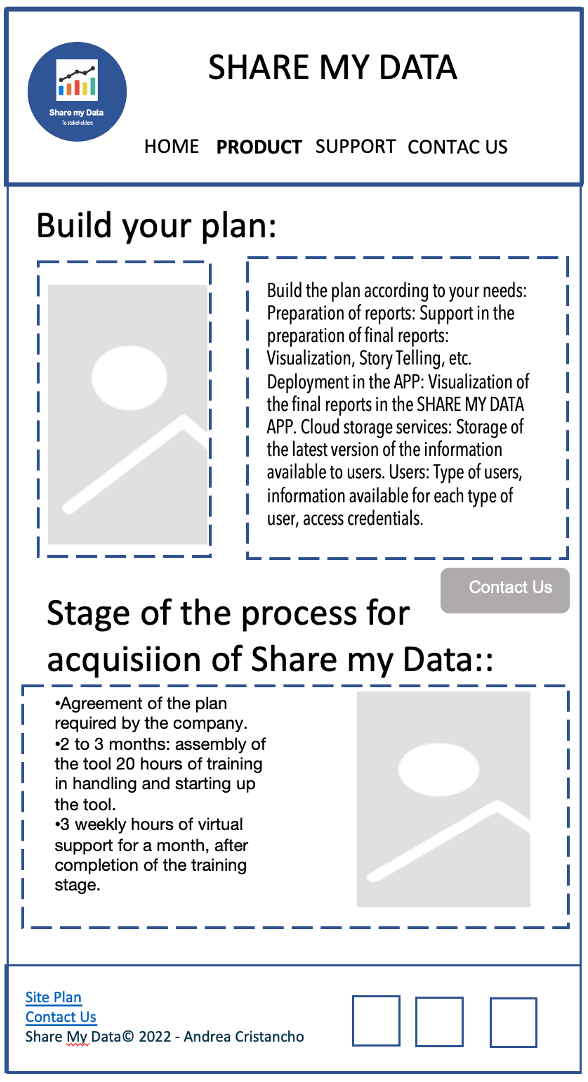 SHARE MY DATA
Share my Data
To stakeholders
HOME PRODUCT SUPPORT CONTAC US
Build your plan:
Build the plan according to your needs:
Preparation of reports: Support in the
preparation of final reports:
Visualization, Story Telling, etc.
Deployment in the APP: Visualization of
the final reports in the SHARE MY DATA
APP. Cloud storage services: Storage of
the latest version of the information
available to users. Users: Type of users,
information available for each type of
user, access credentials.
Contact Us
Stage of the process for
acquisiion of Share my Data::
•Agreement of the plan
required by the company.
•2 to 3 months: assembly of
the tool 20 hours of training
in handling and starting up
the tool.
•3 weekly hours of virtual
support for a month, after
completion of the training
stage.
Site Plan
Contact Us
Share My Data© 2022 - Andrea Cristancho